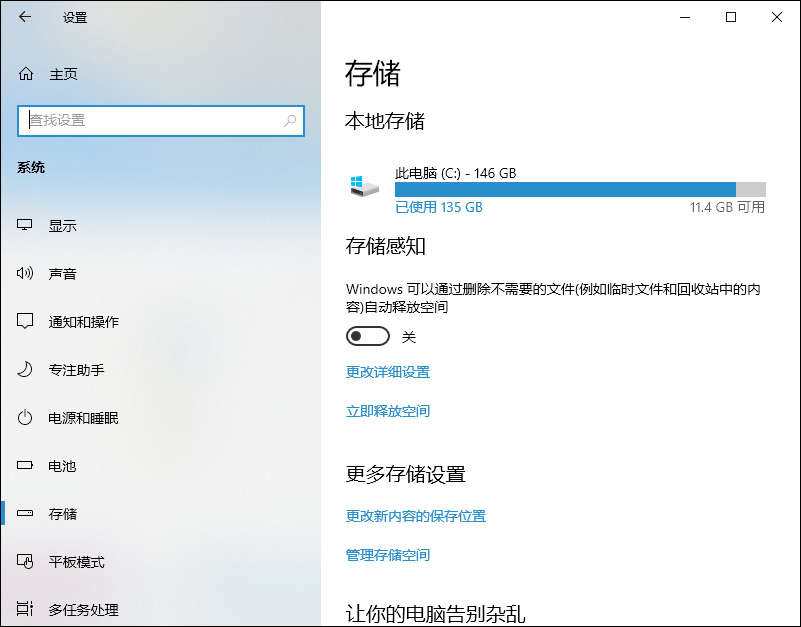 设置
主页
查找设置
系统
显示
声音
通知和操作
专注助手
电源和睡眠
电池
存储
平板模式
多任务处理
存储
本地存储
此电脑 (C:) - 146 GB
已使用 135 GB
11.4 GB 可用
存储感知
Windows 可以通过删除不需要的文件(例如临时文件和回收站中的内
容)自动释放空间
关
更改详细设置
立即释放空间
更多存储设置
更改新内容的保存位置
管理存储空间
让你的电脑告别杂乱